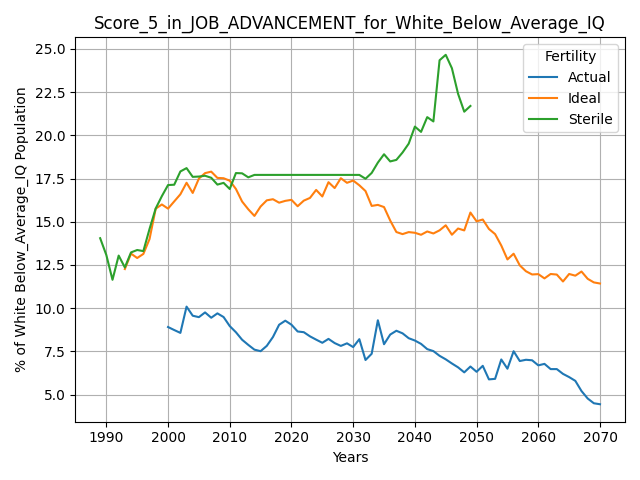 Score_5_in_JOB_ADVANCEMENT_for_White_Below_Average_IQ
% of White Below_Average_IQ Population
25.0
22.5
20.0
17.5
15.0
12.5
10.0
7.5
5.0
Fertility
Actual
Ideal
Sterile
1990 2000 2010 2020 2030 2040 2050 2060 2070
Years